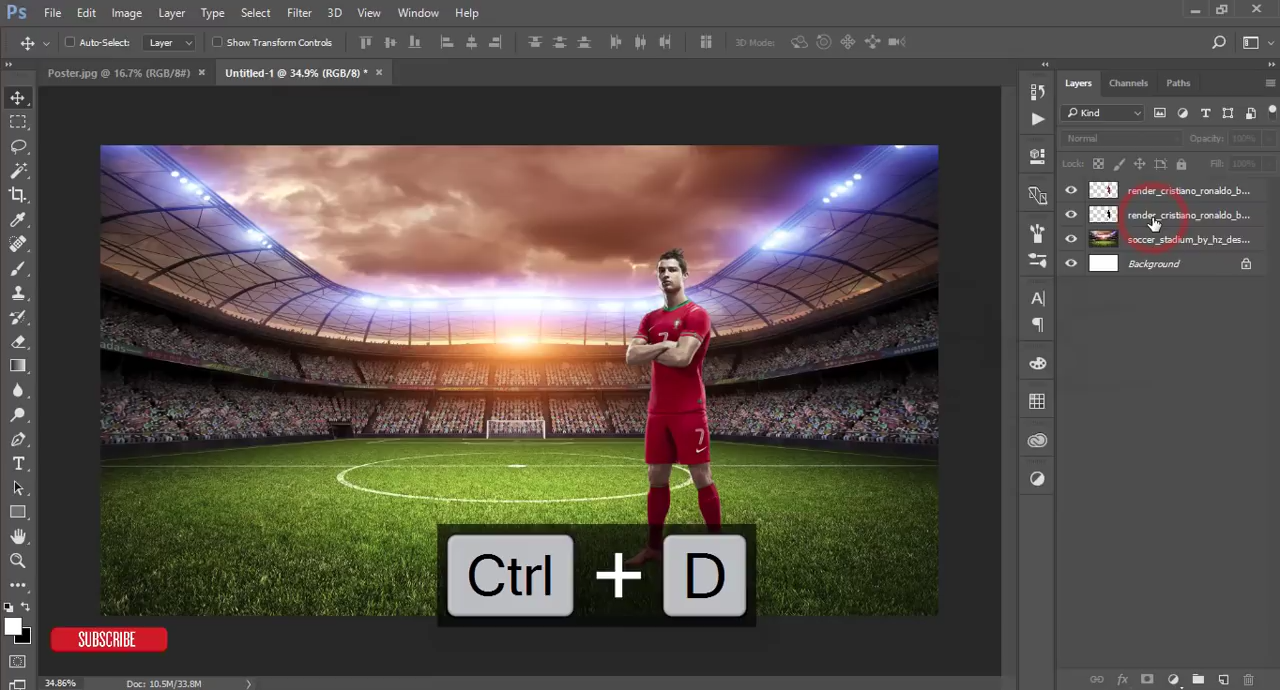 Ps File Edit Image Layer Type Select Filter 3D View Window Help
Auto-Select: Layer Show Transform Controls 3D Mode:
Poster.jpg @ 16.7% (RGB/8#) × Untitled-1 @ 34.9% (RGB/8) * ×
Layers Channels Paths
Kind
Normal Opacity: 100%
Lock: Fill: 100%
render_cristiano_ronaldo_b...
render_cristiano_ronaldo_b...
soccer_stadium_by_hz_des...
Background
7
7
Ctrl + D
SUBSCRIBE
34.86% Doc: 10.5M/33.8M